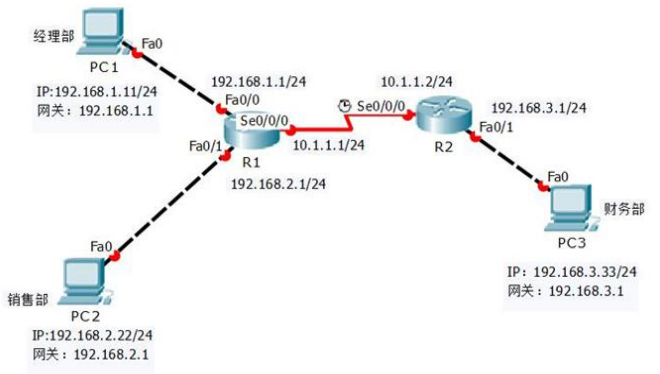 经理部
Fa0
PC1
IP:192.168.1.11/24
网关：192.168.1.1
192.168.1.1/24
Fa0/0
Se0/0/0
Fa0/1
R1
10.1.1.1/24
192.168.2.1/24
10.1.1.2/24
Se0/0/0
R2
192.168.3.1/24
Fa0/1
Fa0
财务部
PC3
IP：192.168.3.33/24
网关：192.168.3.1
Fa0
销售部
PC2
IP:192.168.2.22/24
网关：192.168.2.1